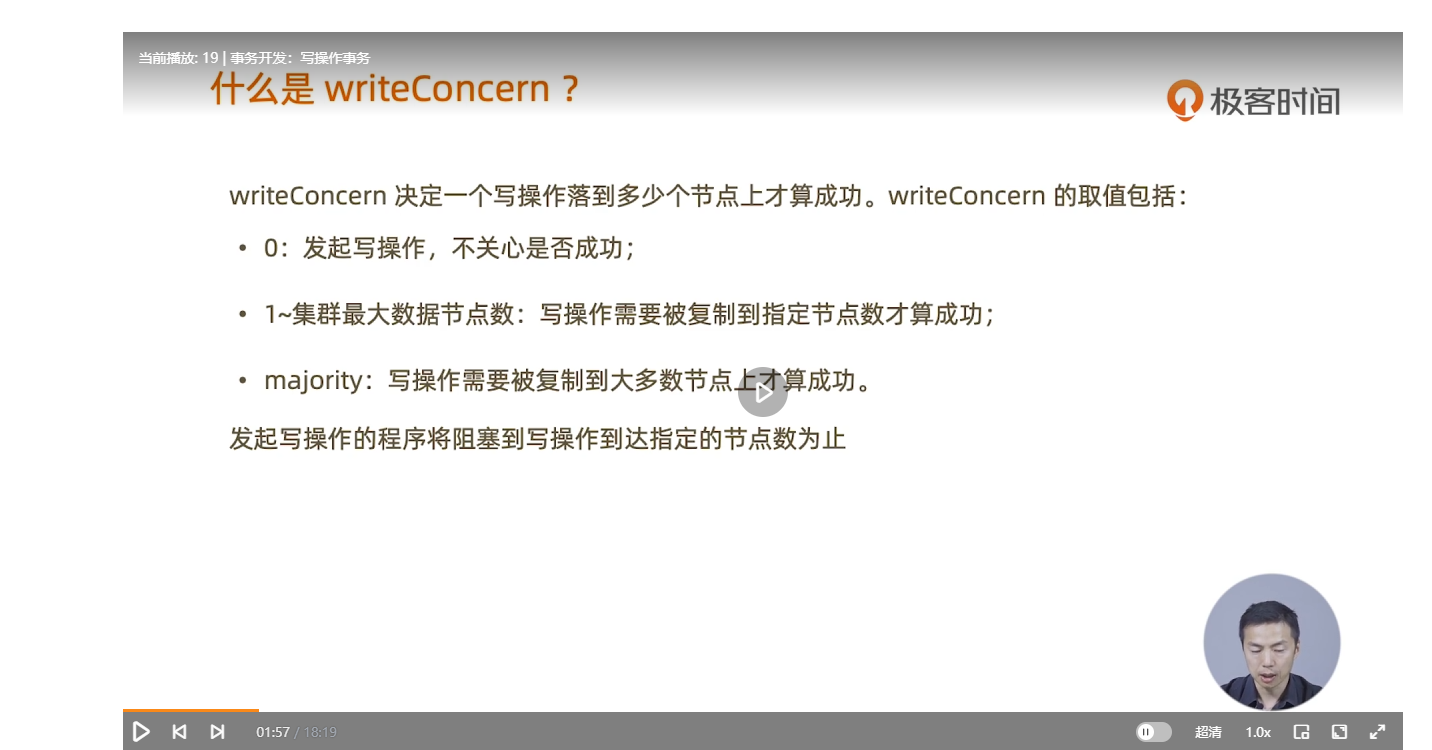 当前播放: 19 | 事务开发：写操作事务
什么是 writeConcern ？
极客时间
writeConcern 决定一个写操作落到多少个节点上才算成功。writeConcern 的取值包括：
• 0：发起写操作，不关心是否成功；
• 1~集群最大数据节点数：写操作需要被复制到指定节点数才算成功；
• majority：写操作需要被复制到大多数节点上才算成功。
发起写操作的程序将阻塞到写操作到达指定的节点数为止
01:57 / 18:19 超清 1.0x